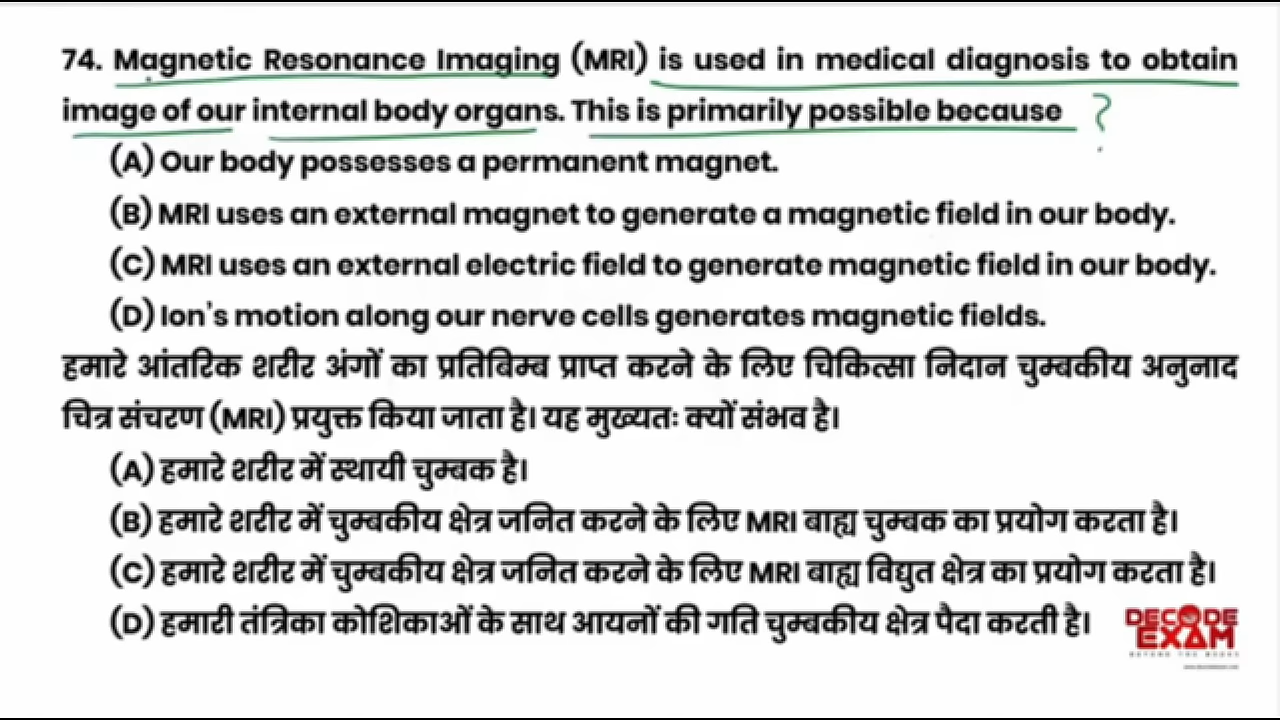 74. Magnetic Resonance Imaging (MRI) is used in medical diagnosis to obtain
image of our internal body organs. This is primarily possible because ?
(A) Our body possesses a permanent magnet.
(B) MRI uses an external magnet to generate a magnetic field in our body.
(C) MRI uses an external electric field to generate magnetic field in our body.
(D) Ion's motion along our nerve cells generates magnetic fields.
हमारे आंतरिक शरीर अंगों का प्रतिबिम्ब प्राप्त करने के लिए चिकित्सा निदान चुम्बकीय अनुनाद
चित्र संचरण (MRI) प्रयुक्त किया जाता है। यह मुख्यतः क्यों संभव है।
(A) हमारे शरीर में स्थायी चुम्बक है।
(B) हमारे शरीर में चुम्बकीय क्षेत्र जनित करने के लिए MRI बाह्य चुम्बक का प्रयोग करता है।
(C) हमारे शरीर में चुम्बकीय क्षेत्र जनित करने के लिए MRI बाह्य विद्युत क्षेत्र का प्रयोग करता है।
(D) हमारी तंत्रिका कोशिकाओं के साथ आयनों की गति चुम्बकीय क्षेत्र पैदा करती है।
DECODE
EXAM